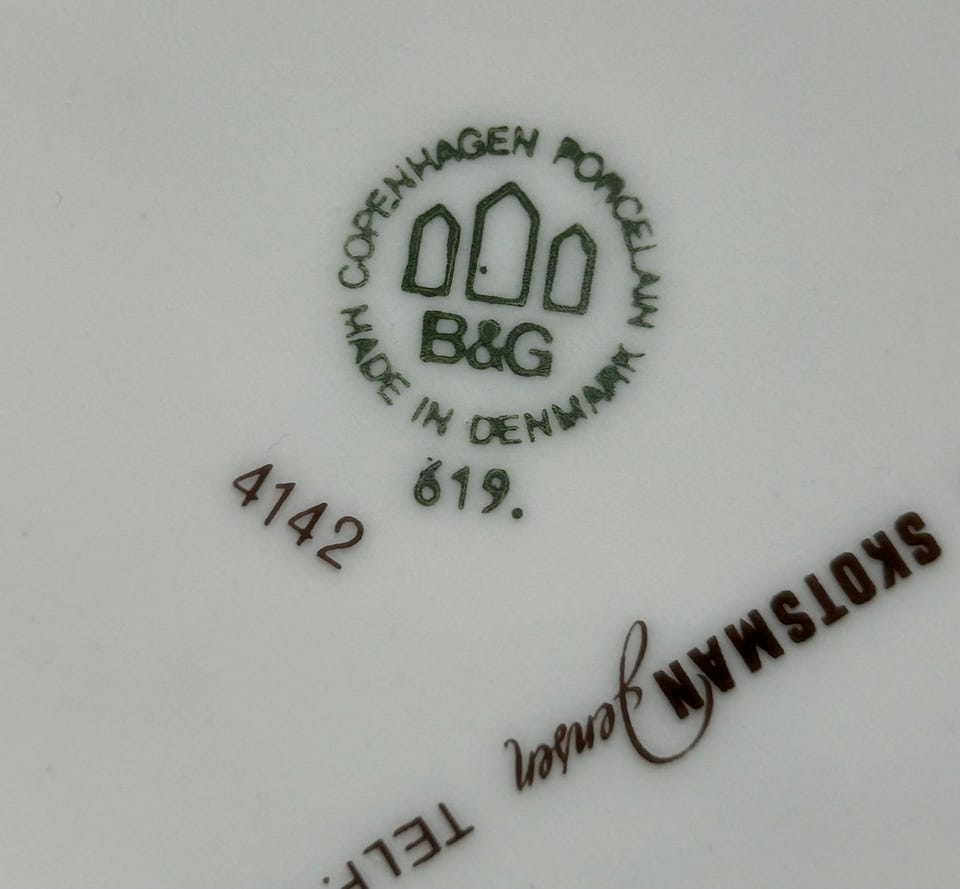 COPENHAGEN PORCELAIN
B&G
MADE IN DENMARK
619.
4142
SKOTSMAN
Jensen
TELF.